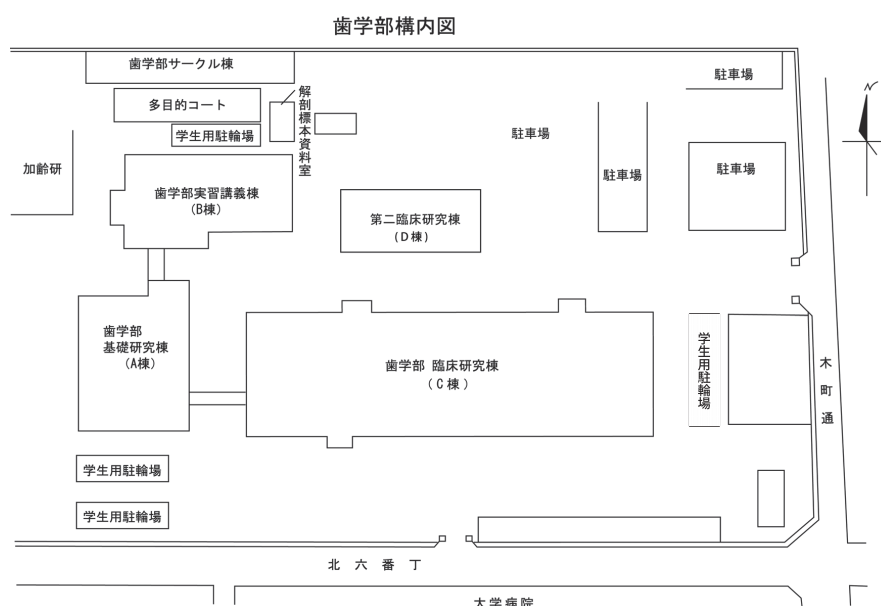 歯学部構内図
歯学部サークル棟
多目的コート
学生用駐輪場
解剖標本資料室
駐車場
駐車場
駐車場
駐車場
N
加齢研
歯学部実習講義棟
(B棟)
第二臨床研究棟
(D棟)
歯学部
基礎研究棟
(A棟)
歯学部 臨床研究棟
(C棟)
学生用駐輪場
木町通
学生用駐輪場
学生用駐輪場
北六番丁
大学病院